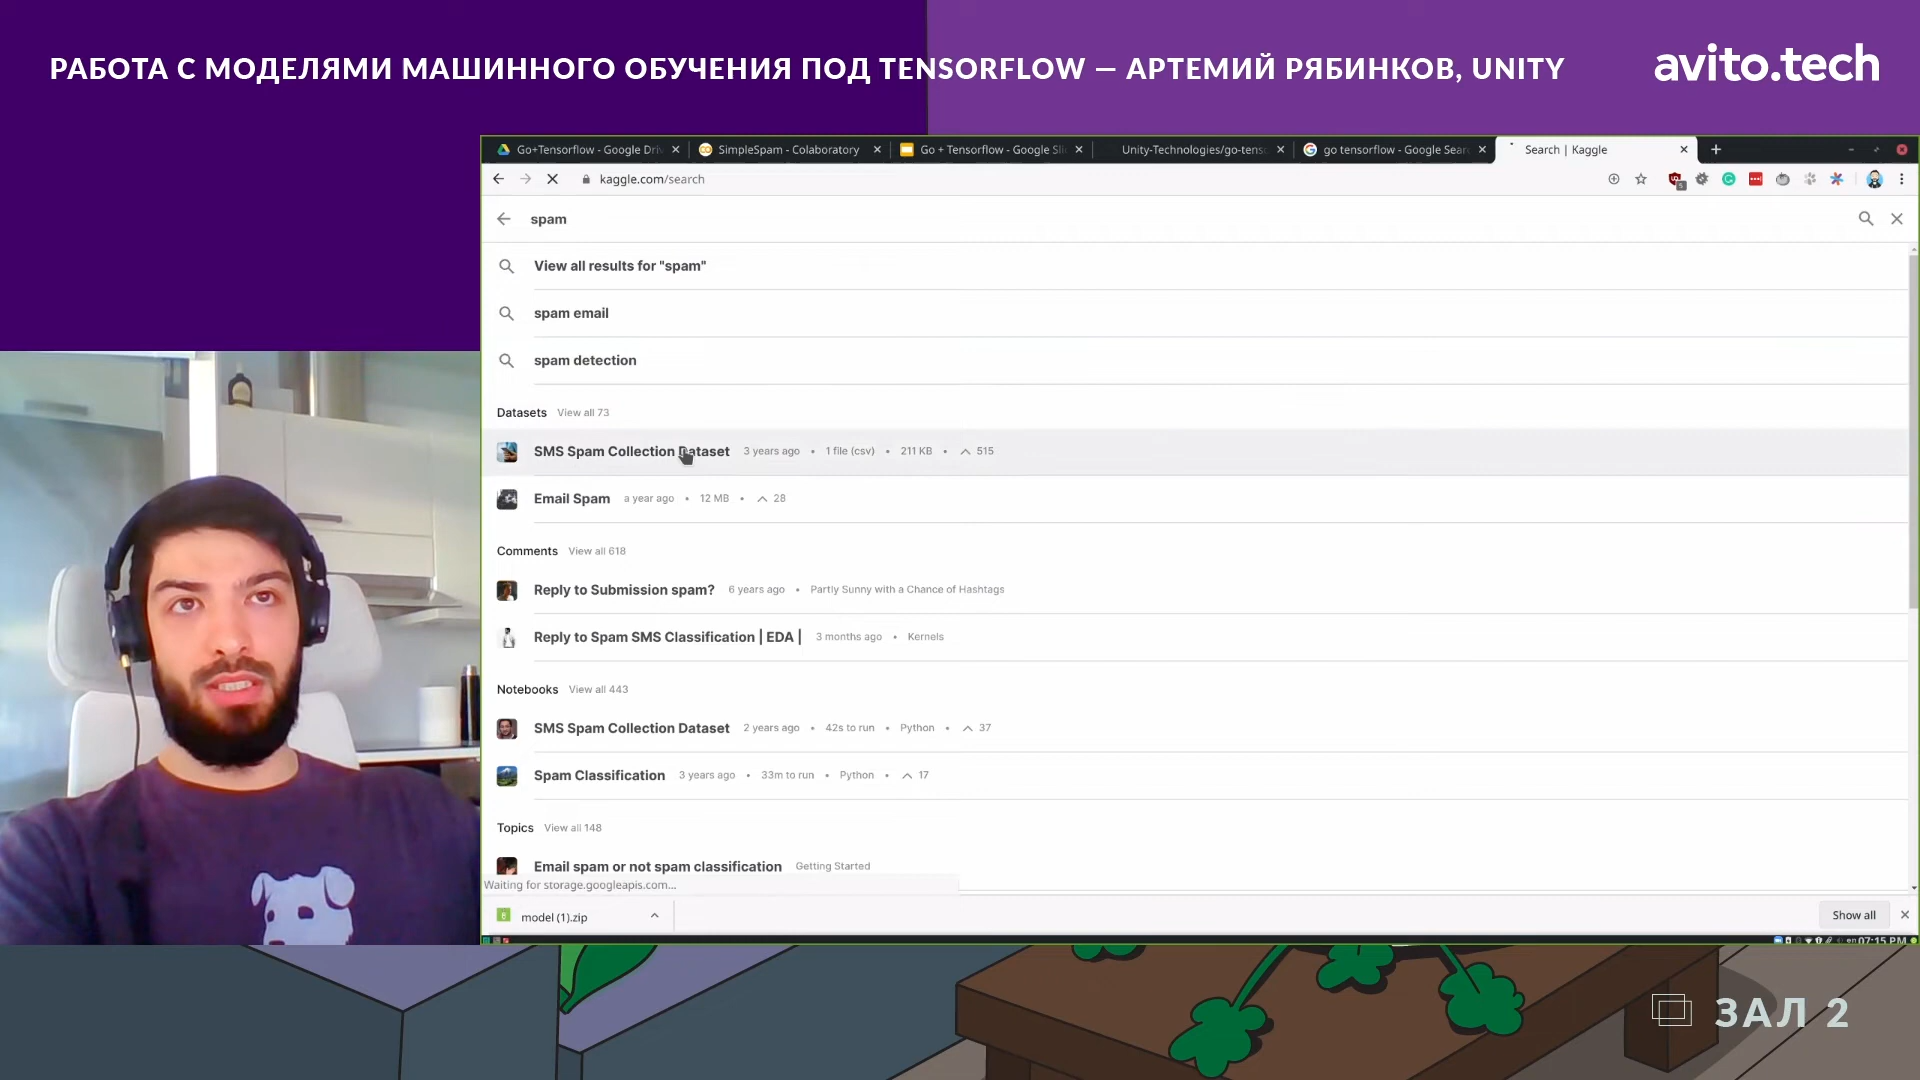 РАБОТА С МОДЕЛЯМИ МАШИННОГО ОБУЧЕНИЯ ПОД TENSORFLOW — АРТЕМИЙ РЯБИНКОВ, UNITY
avito.tech
Go+Tensorflow - Google Driv
SimpleSpam - Colaboratory
Go + Tensorflow - Google Sli
Unity-Technologies/go-tens
go tensorflow - Google Sear
Search | Kaggle
kaggle.com/search
spam
View all results for "spam"
spam email
spam detection
Datasets View all 73
SMS Spam Collection Dataset 3 years ago • 1 file (csv) • 211 KB • 515
Email Spam a year ago • 12 MB • 28
Comments View all 618
Reply to Submission spam? 6 years ago • Partly Sunny with a Chance of Hashtags
Reply to Spam SMS Classification | EDA | 3 months ago • Kernels
Notebooks View all 443
SMS Spam Collection Dataset 2 years ago • 42s to run • Python • 37
Spam Classification 3 years ago • 33m to run • Python • 17
Topics View all 148
Email spam or not spam classification Getting Started
Waiting for storage.googleapis.com...
model (1).zip
Show all
en 07:15 PM
ЗАЛ 2